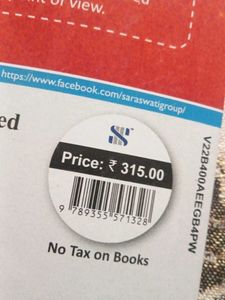 of view.
https://www.facebook.com/saraswatigroup/
ed
Price: ₹ 315.00
9 789355 571328
No Tax on Books
V22B400AEEGB4PW